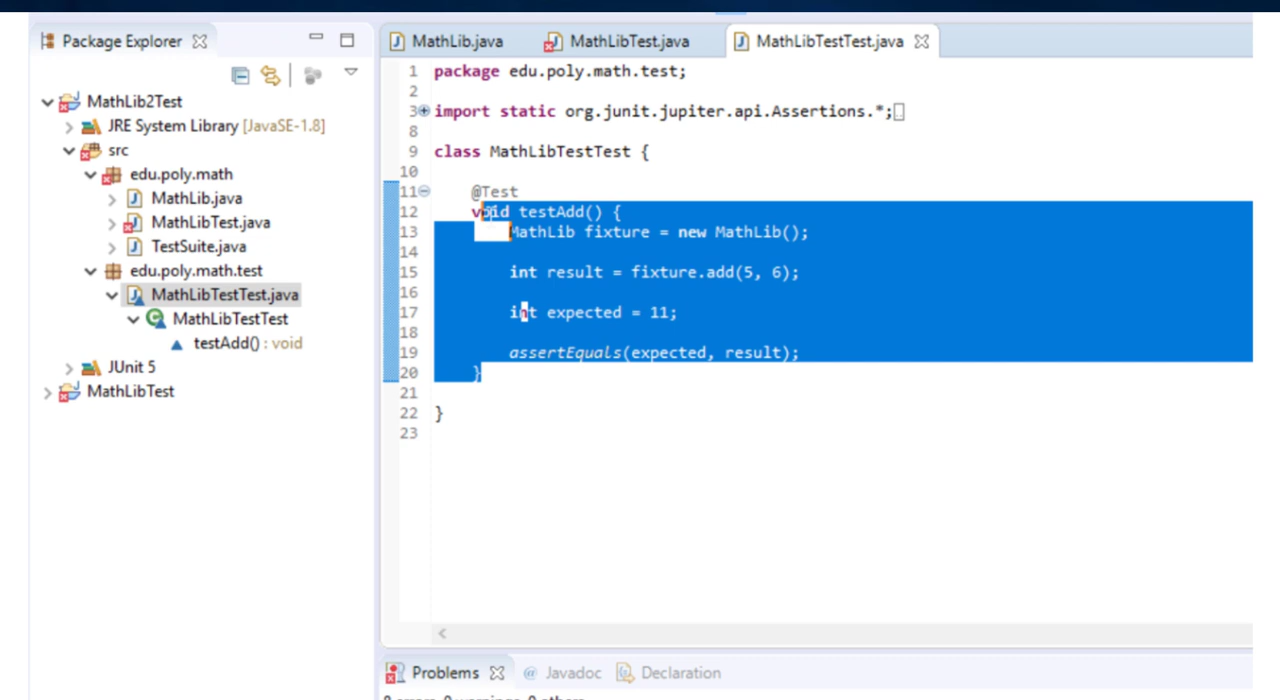 Package Explorer
MathLib2Test
JRE System Library [JavaSE-1.8]
src
edu.poly.math
MathLib.java
MathLibTest.java
TestSuite.java
edu.poly.math.test
MathLibTestTest.java
MathLibTestTest
testAdd() : void
JUnit 5
MathLibTest
MathLib.java MathLibTest.java MathLibTestTest.java
1 package edu.poly.math.test;
2
3 import static org.junit.jupiter.api.Assertions.*;
8
9 class MathLibTestTest {
10
11 @Test
12 void testAdd() {
13 MathLib fixture = new MathLib();
14
15 int result = fixture.add(5, 6);
16
17 int expected = 11;
18
19 assertEquals(expected, result);
20 }
21
22 }
23
Problems @ Javadoc Declaration